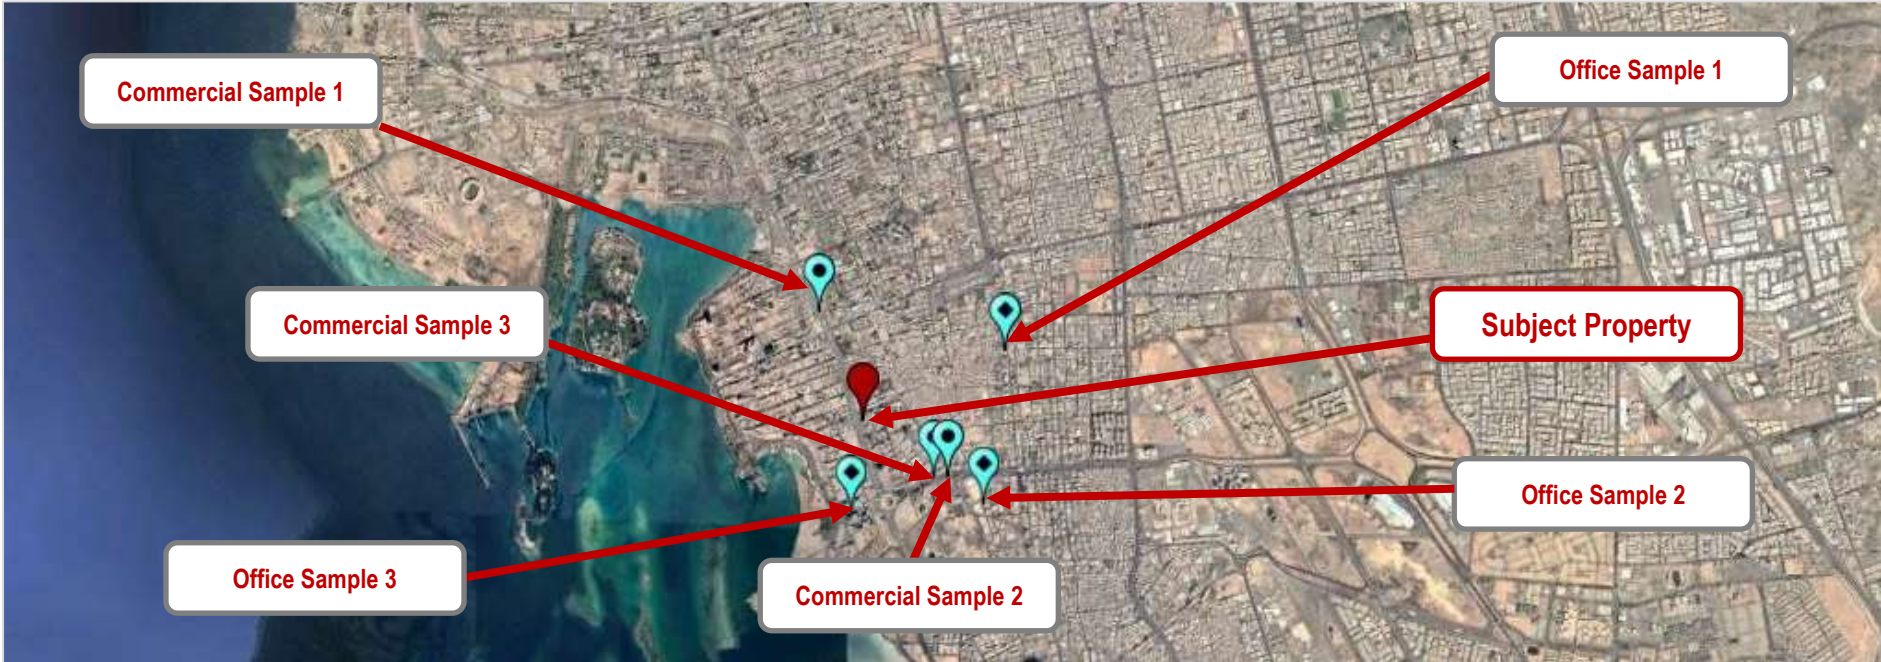 Office Sample 1
Commercial Sample 1
Subject Property
Commercial Sample 3
Office Sample 2
Office Sample 3
Commercial Sample 2